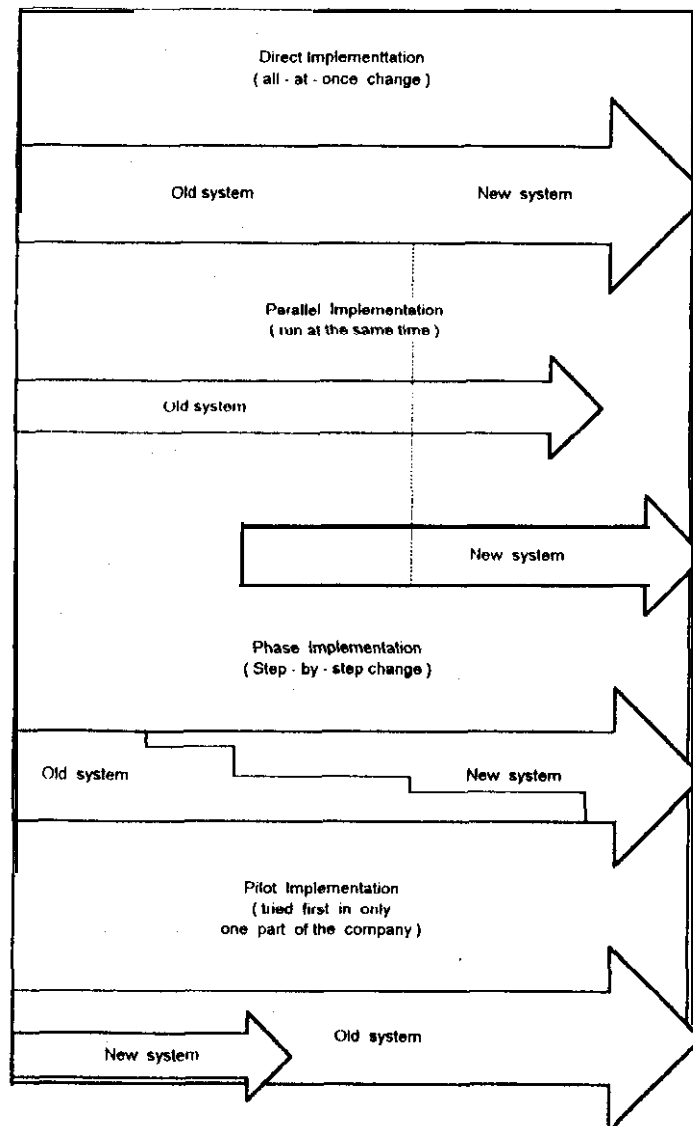 Direct Implementtation
( all - at - once change )
Old system
New system
Parallel Implementation
( run at the same time )
Old system
New system
Phase Implementation
( Step - by - step change )
Old system
New system
Pilot Implementation
( tried first in only
one part of the company )
Old system
New system